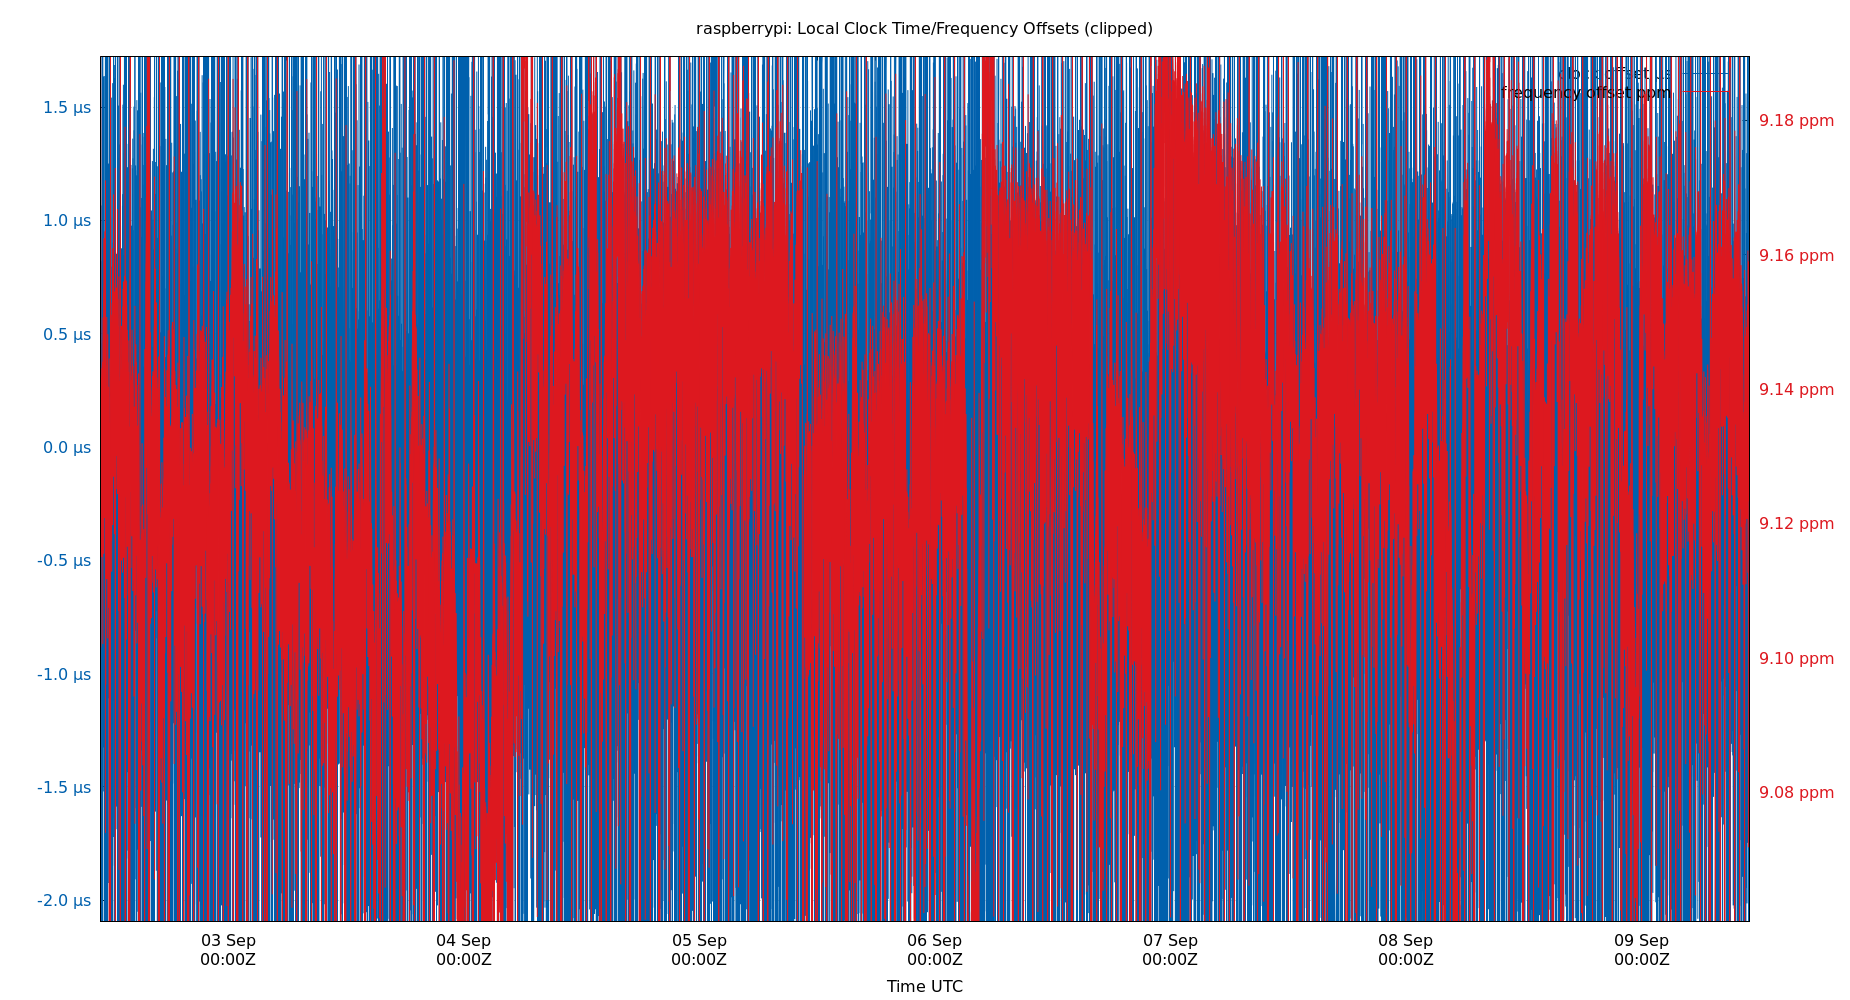 raspberrypi: Local Clock Time/Frequency Offsets (clipped)
clock offset µs
frequency offset ppm
1.5 µs
1.0 µs
0.5 µs
0.0 µs
-0.5 µs
-1.0 µs
-1.5 µs
-2.0 µs
9.18 ppm
9.16 ppm
9.14 ppm
9.12 ppm
9.10 ppm
9.08 ppm
03 Sep 04 Sep 05 Sep 06 Sep 07 Sep 08 Sep 09 Sep
00:00Z 00:00Z 00:00Z 00:00Z 00:00Z 00:00Z 00:00Z
Time UTC